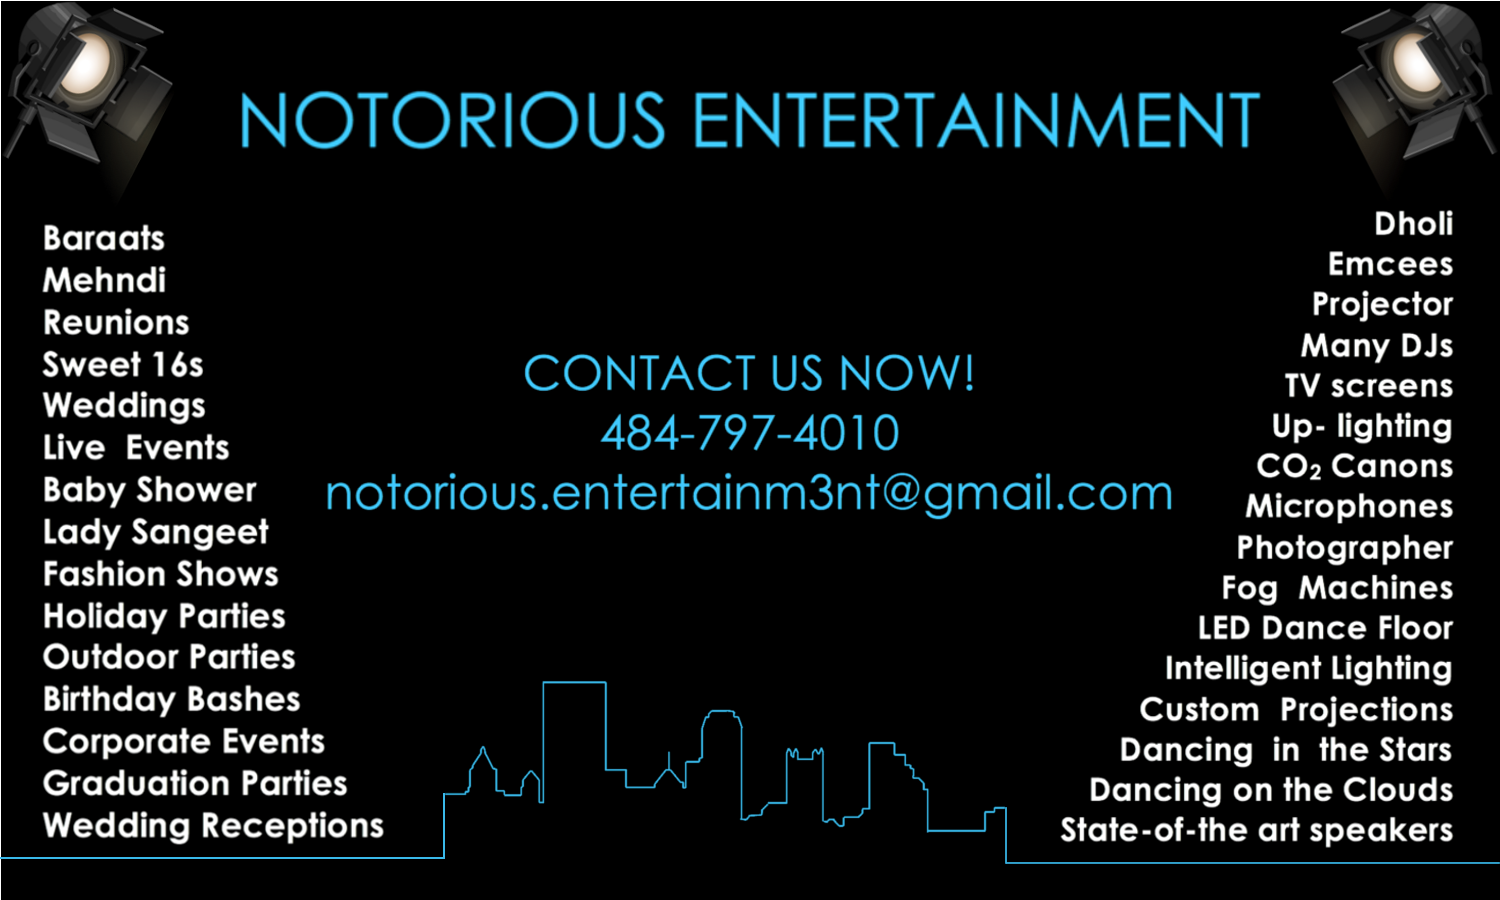 NOTORIOUS ENTERTAINMENT
Baraats
Mehndi
Reunions
Sweet 16s
Weddings
Live  Events
Baby Shower
Lady Sangeet
Fashion Shows
Holiday Parties
Outdoor Parties
Birthday Bashes
Corporate Events
Graduation Parties
Wedding Receptions
CONTACT US NOW!
484-797-4010
notorious.entertainm3nt@gmail.com
Dholi
Emcees
Projector
Many DJs
TV screens
Up- lighting
CO₂ Canons
Microphones
Photographer
Fog  Machines
LED Dance Floor
Intelligent Lighting
Custom  Projections
Dancing  in  the Stars
Dancing on the Clouds
State-of-the art speakers